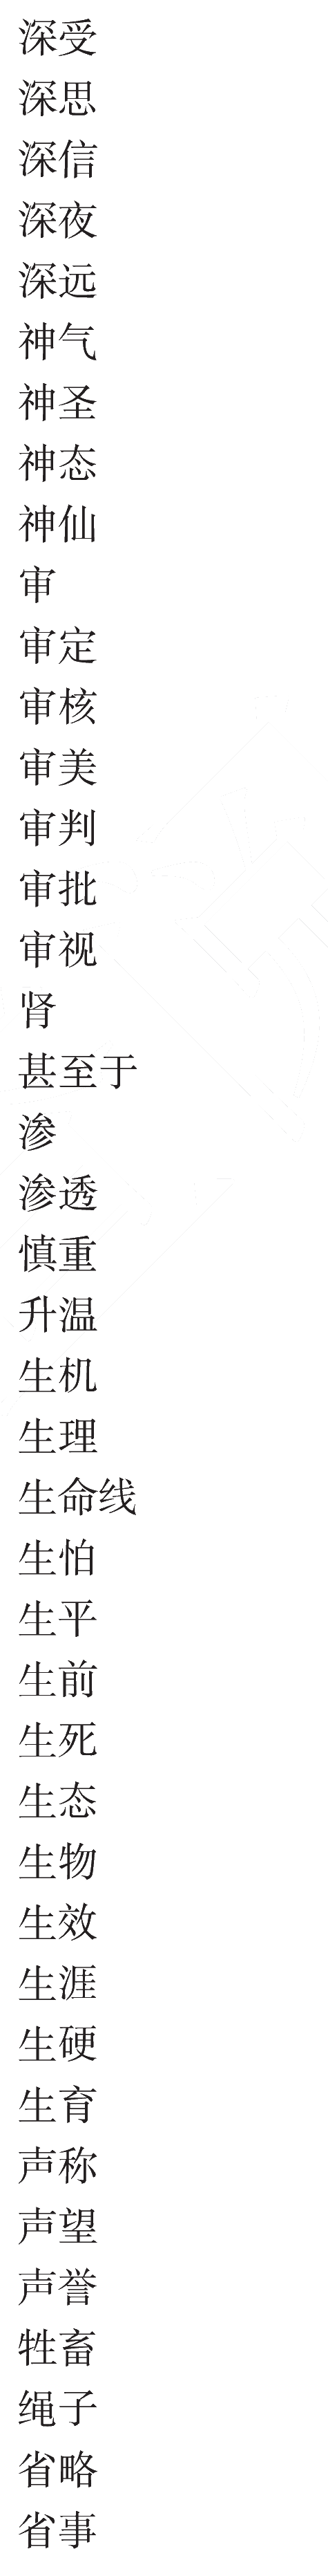 深受
深思
深信
深夜
深远
神气
神圣
神态
神仙
审
审定
审核
审美
审判
审批
审视
肾
甚至于
渗
渗透
慎重
升温
生机
生理
生命线
生怕
生平
生前
生死
生态
生物
生效
生涯
生硬
生育
声称
声望
声誉
牲畜
绳子
省略
省事